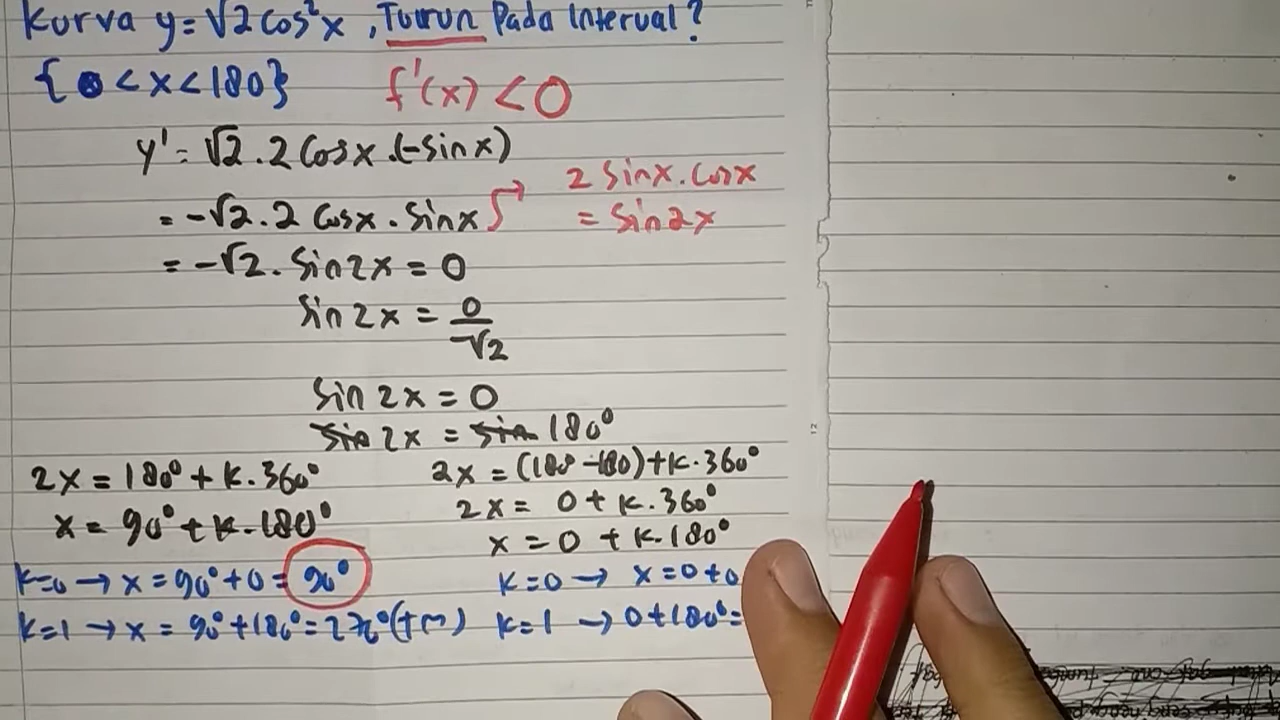 Kurva y = √2 cos²x, Turun Pada Interval?
{0 < x < 180}
f'(x) < 0
y' = √2 . 2 Cos x . (-sin x)
= -√2 . 2 Cos x . Sin x
2 Sin x . Cos x
= Sin 2x
= -√2 . Sin 2x = 0
Sin 2x = 0/-√2
Sin 2x = 0
Sin 2x = Sin 180°
2x = 180° + k . 360°
x = 90° + k . 180°
k=0 → x = 90° + 0 = 90°
k=1 → x = 90° + 180° = 270° (tm)
2x = (180 - 180) + k . 360°
2x = 0 + k . 360°
x = 0 + k . 180°
k=0 → x = 0 + 0
k=1 → 0 + 180° =